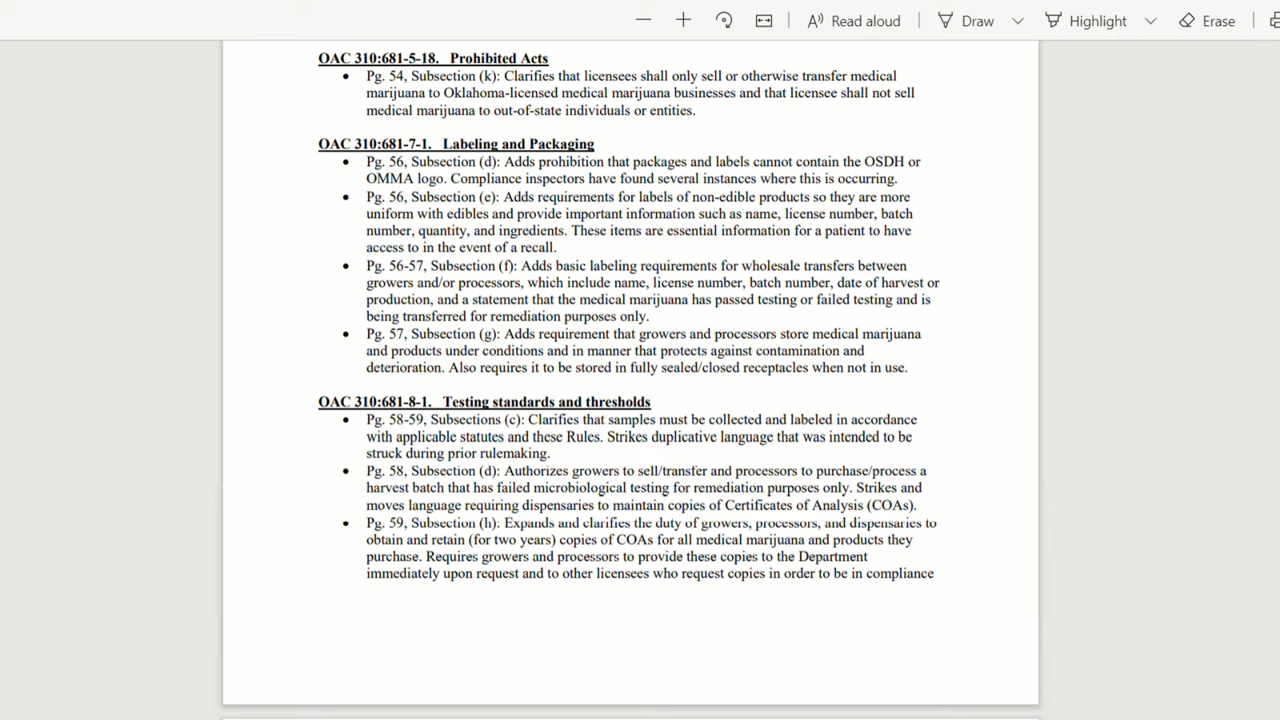 Read aloud
Draw
Highlight
Erase
OAC 310:681-5-18. Prohibited Acts
• Pg. 54, Subsection (k): Clarifies that licensees shall only sell or otherwise transfer medical
marijuana to Oklahoma-licensed medical marijuana businesses and that licensee shall not sell
medical marijuana to out-of-state individuals or entities.
OAC 310:681-7-1. Labeling and Packaging
• Pg. 56, Subsection (d): Adds prohibition that packages and labels cannot contain the OSDH or
OMMA logo. Compliance inspectors have found several instances where this is occurring.
• Pg. 56, Subsection (e): Adds requirements for labels of non-edible products so they are more
uniform with edibles and provide important information such as name, license number, batch
number, quantity, and ingredients. These items are essential information for a patient to have
access to in the event of a recall.
• Pg. 56-57, Subsection (f): Adds basic labeling requirements for wholesale transfers between
growers and/or processors, which include name, license number, batch number, date of harvest or
production, and a statement that the medical marijuana has passed testing or failed testing and is
being transferred for remediation purposes only.
• Pg. 57, Subsection (g): Adds requirement that growers and processors store medical marijuana
and products under conditions and in manner that protects against contamination and
deterioration. Also requires it to be stored in fully sealed/closed receptacles when not in use.
OAC 310:681-8-1. Testing standards and thresholds
• Pg. 58-59, Subsections (c): Clarifies that samples must be collected and labeled in accordance
with applicable statutes and these Rules. Strikes duplicative language that was intended to be
struck during prior rulemaking.
• Pg. 58, Subsection (d): Authorizes growers to sell/transfer and processors to purchase/process a
harvest batch that has failed microbiological testing for remediation purposes only. Strikes and
moves language requiring dispensaries to maintain copies of Certificates of Analysis (COAs).
• Pg. 59, Subsection (h): Expands and clarifies the duty of growers, processors, and dispensaries to
obtain and retain (for two years) copies of COAs for all medical marijuana and products they
purchase. Requires growers and processors to provide these copies to the Department
immediately upon request and to other licensees who request copies in order to be in compliance